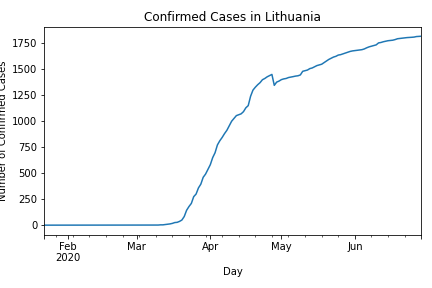 Confirmed Cases in Lithuania
1750
1500
1250
1000
750
500
250
0
Number of Confirmed Cases
Feb Mar Apr May Jun
2020
Day